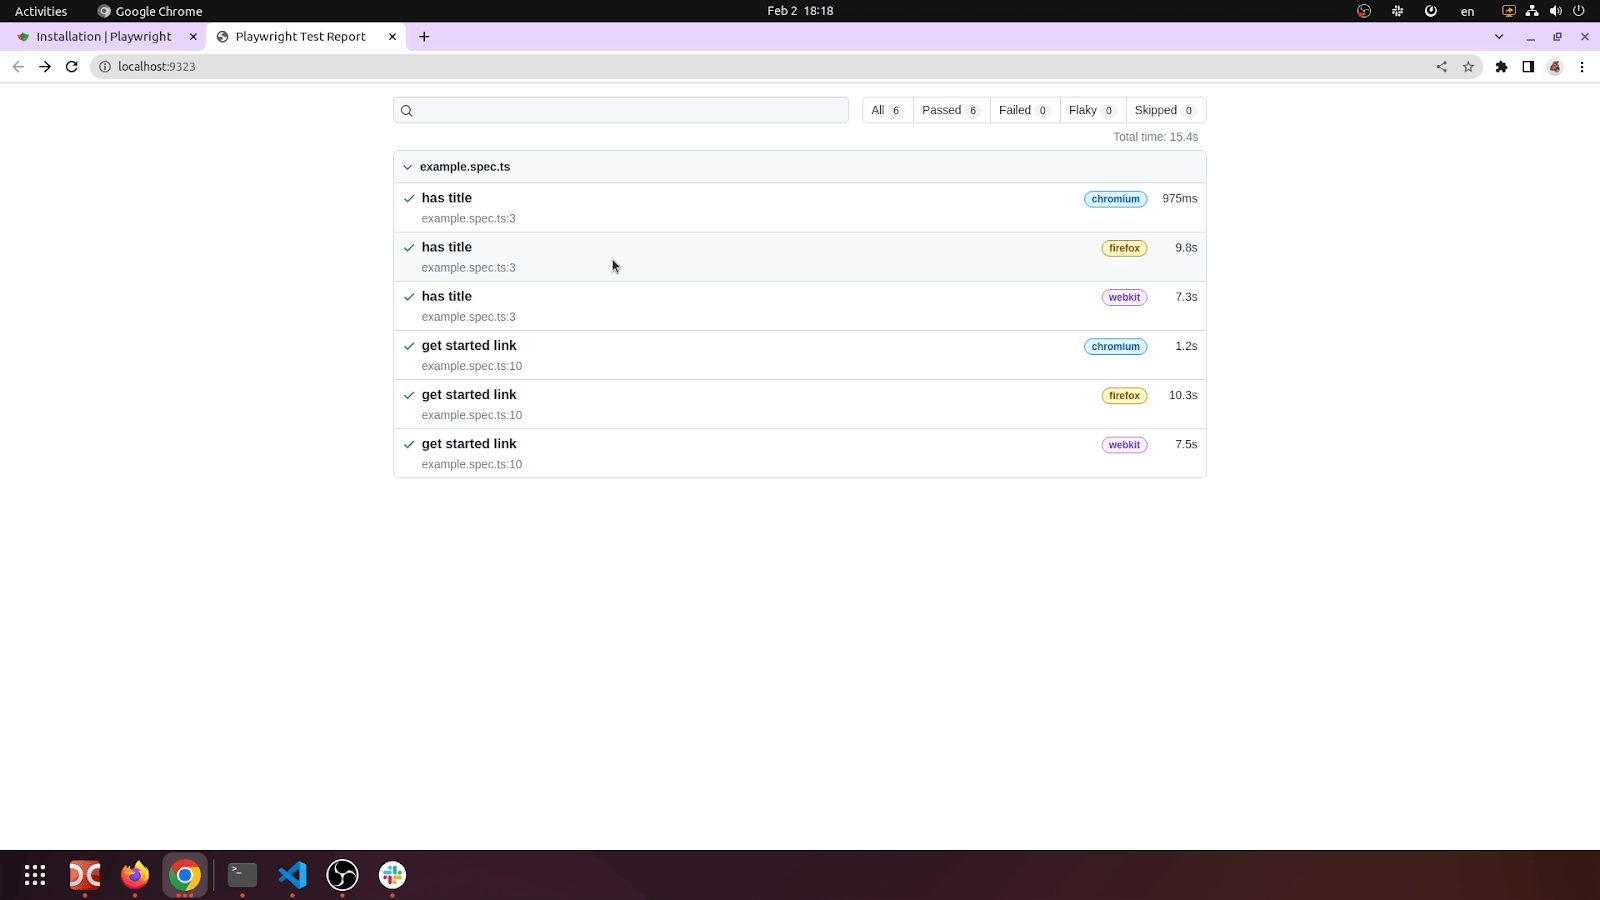 Activities Google Chrome Feb 2 18:18 en
Installation | Playwright Playwright Test Report
localhost:9323
All 6 Passed 6 Failed 0 Flaky 0 Skipped 0
Total time: 15.4s
example.spec.ts
has title chromium 975ms
example.spec.ts:3
has title firefox 9.8s
example.spec.ts:3
has title webkit 7.3s
example.spec.ts:3
get started link chromium 1.2s
example.spec.ts:10
get started link firefox 10.3s
example.spec.ts:10
get started link webkit 7.5s
example.spec.ts:10